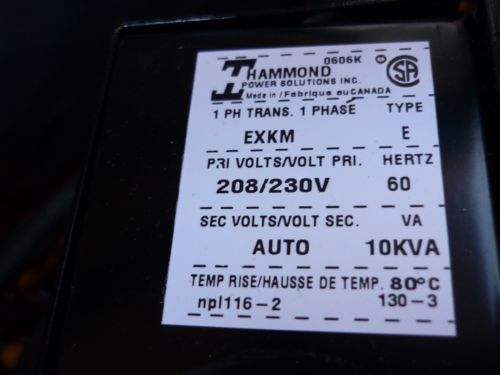 0606K
HAMMOND
POWER SOLUTIONS INC.
Made in / Fabrique au CANADA
1 PH TRANS. 1 PHASE TYPE
EXKM E
PRI VOLTS/VOLT PRI. HERTZ
208/230V 60
SEC VOLTS/VOLT SEC. VA
AUTO 10KVA
TEMP RISE/HAUSSE DE TEMP. 80°C
npl116-2 130-3